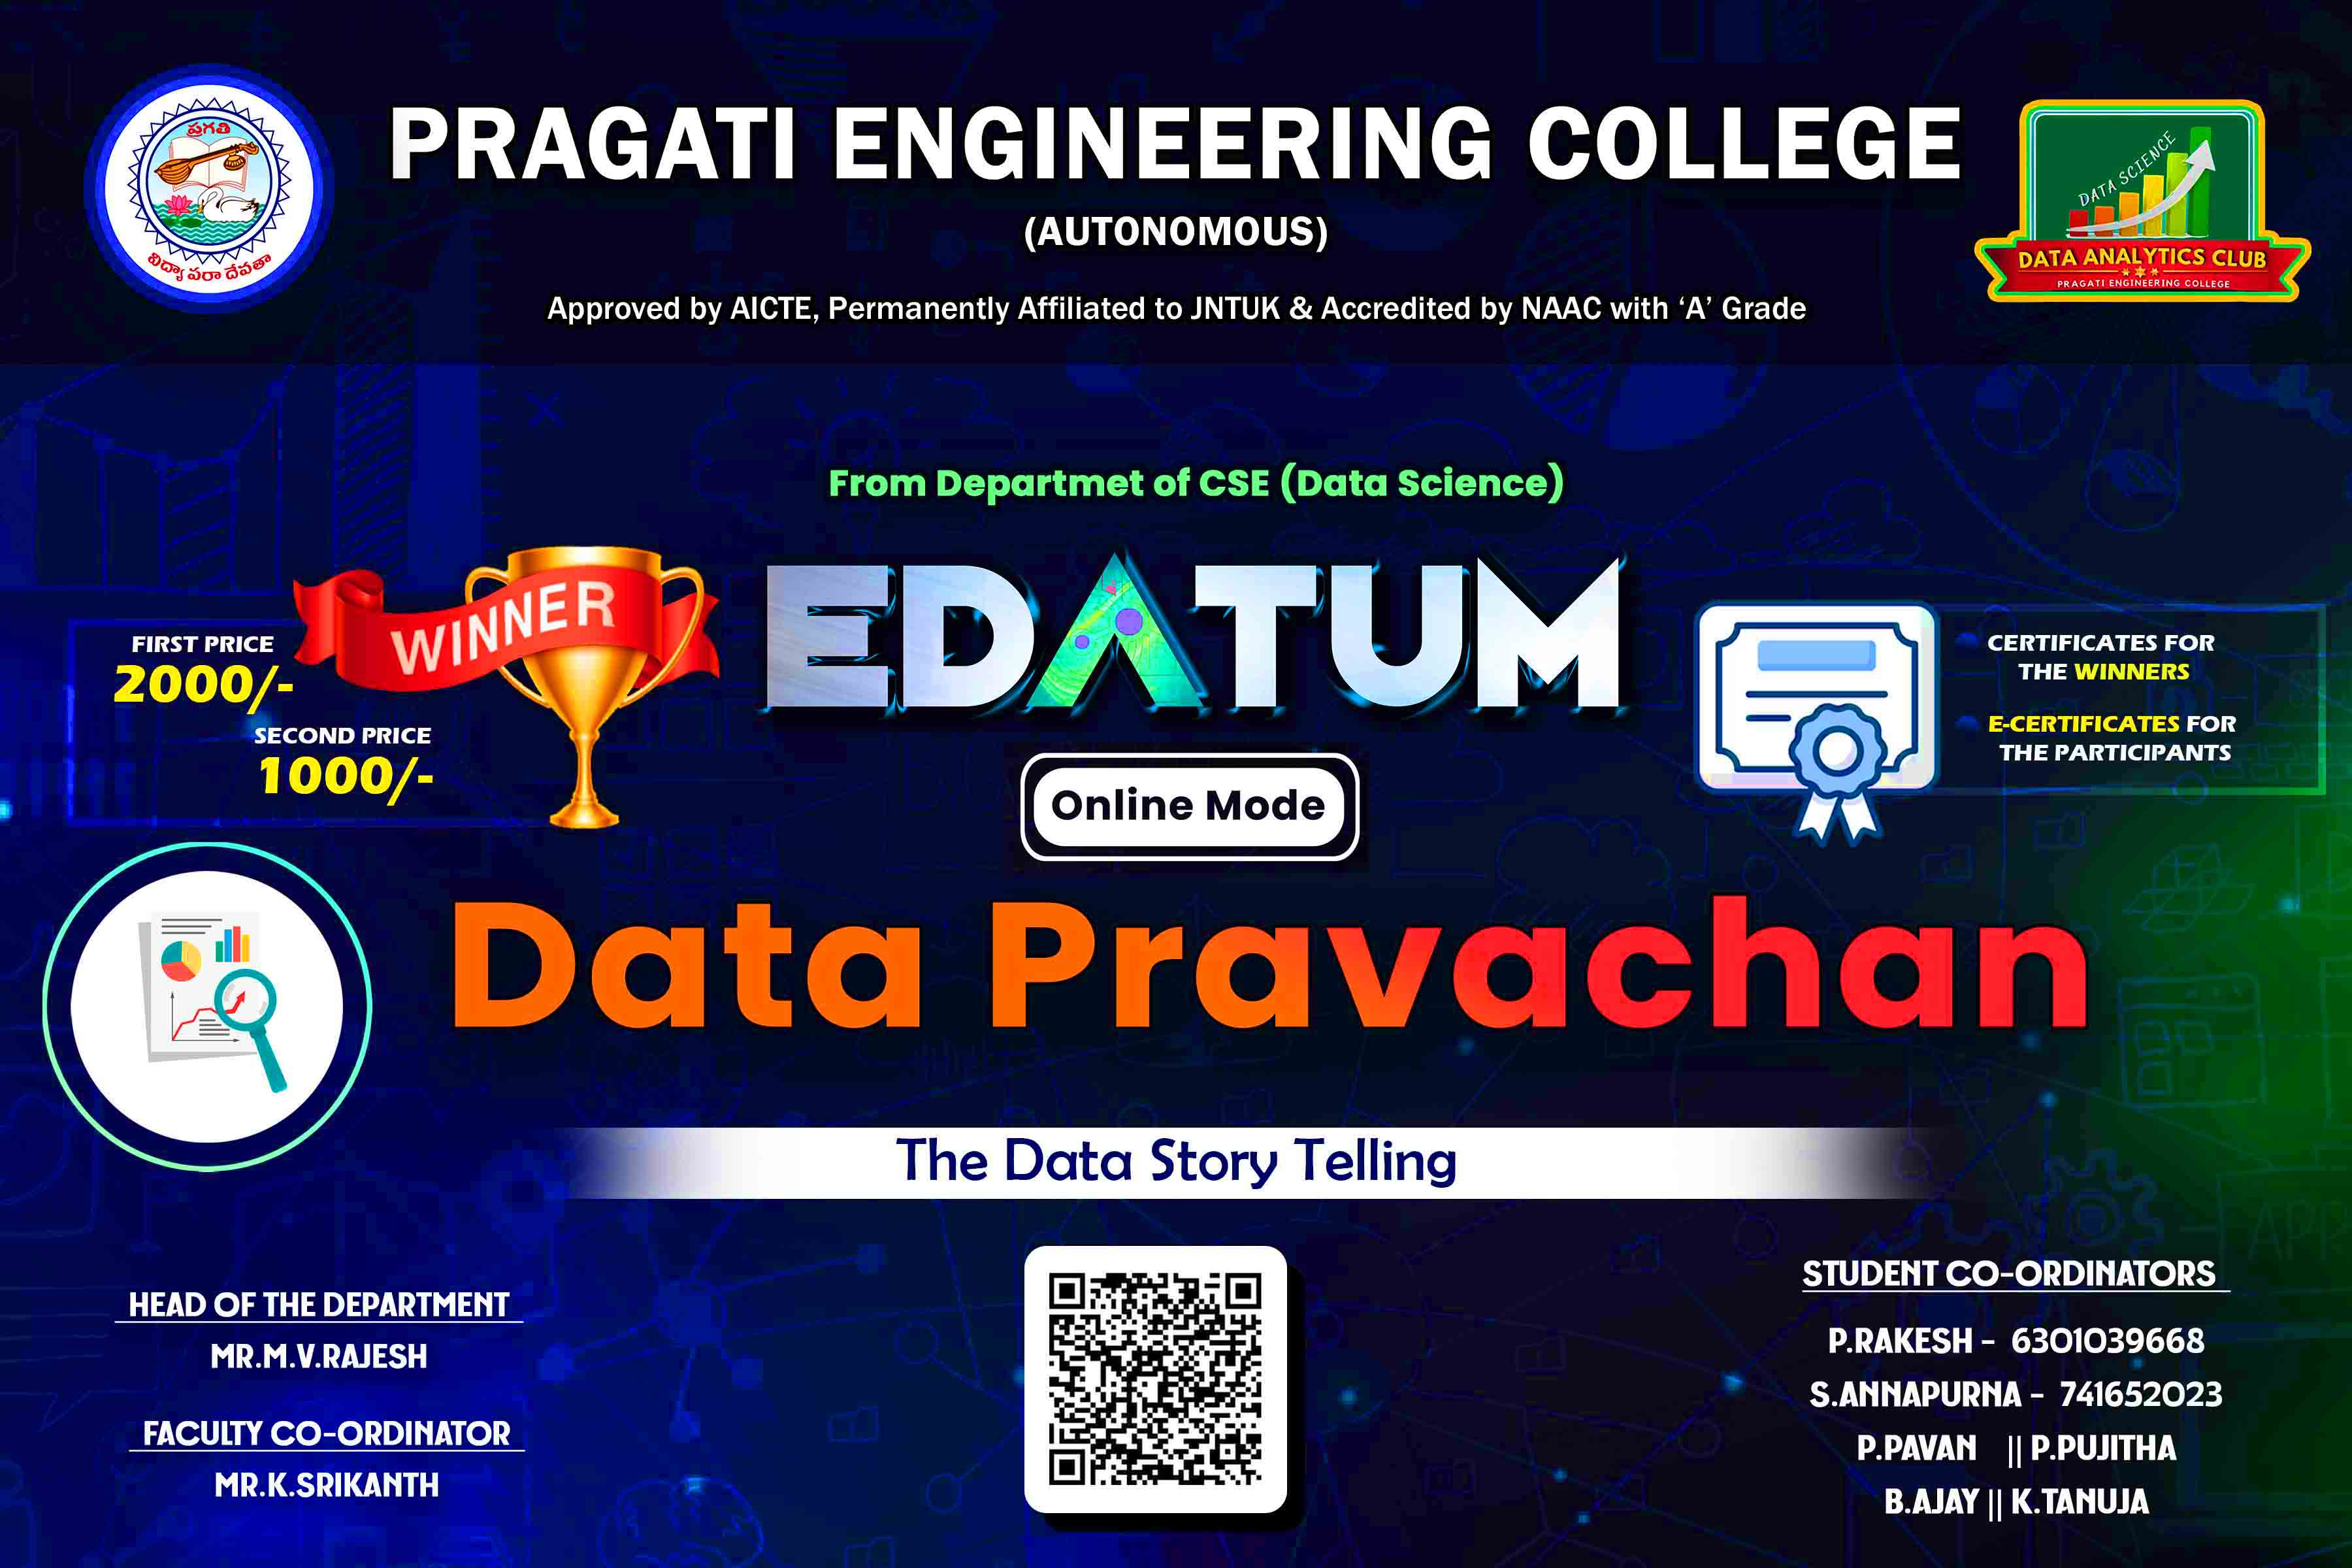 ప్రగతి
విద్యా పరా దేవతా
PRAGATI ENGINEERING COLLEGE
(AUTONOMOUS)
Approved by AICTE, Permanently Affiliated to JNTUK & Accredited by NAAC with ‘A’ Grade
DATA SCIENCE
DATA ANALYTICS CLUB
PRAGATI ENGINEERING COLLEGE
From Departmet of CSE (Data Science)
FIRST PRICE
2000/-
SECOND PRICE
1000/-
WINNER
EDATUM
Online Mode
CERTIFICATES FOR
THE WINNERS
E-CERTIFICATES FOR
THE PARTICIPANTS
Data Pravachan
The Data Story Telling
HEAD OF THE DEPARTMENT
MR.M.V.RAJESH
FACULTY CO-ORDINATOR
MR.K.SRIKANTH
STUDENT CO-ORDINATORS
P.RAKESH - 6301039668
S.ANNAPURNA - 741652023
P.PAVAN || P.PUJITHA
B.AJAY || K.TANUJA